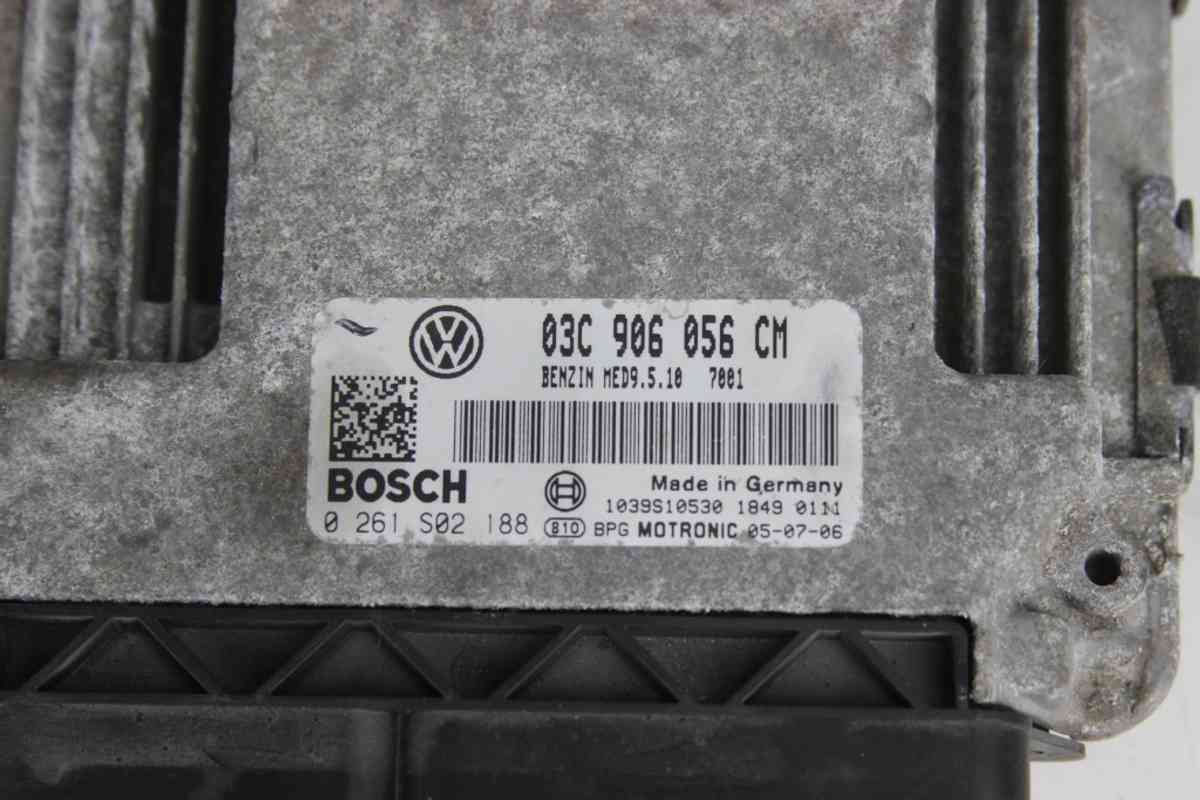 03C 906 056 CM
BENZIN MED9.5.10 7001
BOSCH
Made in Germany
1039S10530 1849 0111
0 261 S02 188
810 BPG MOTRONIC 05-07-06